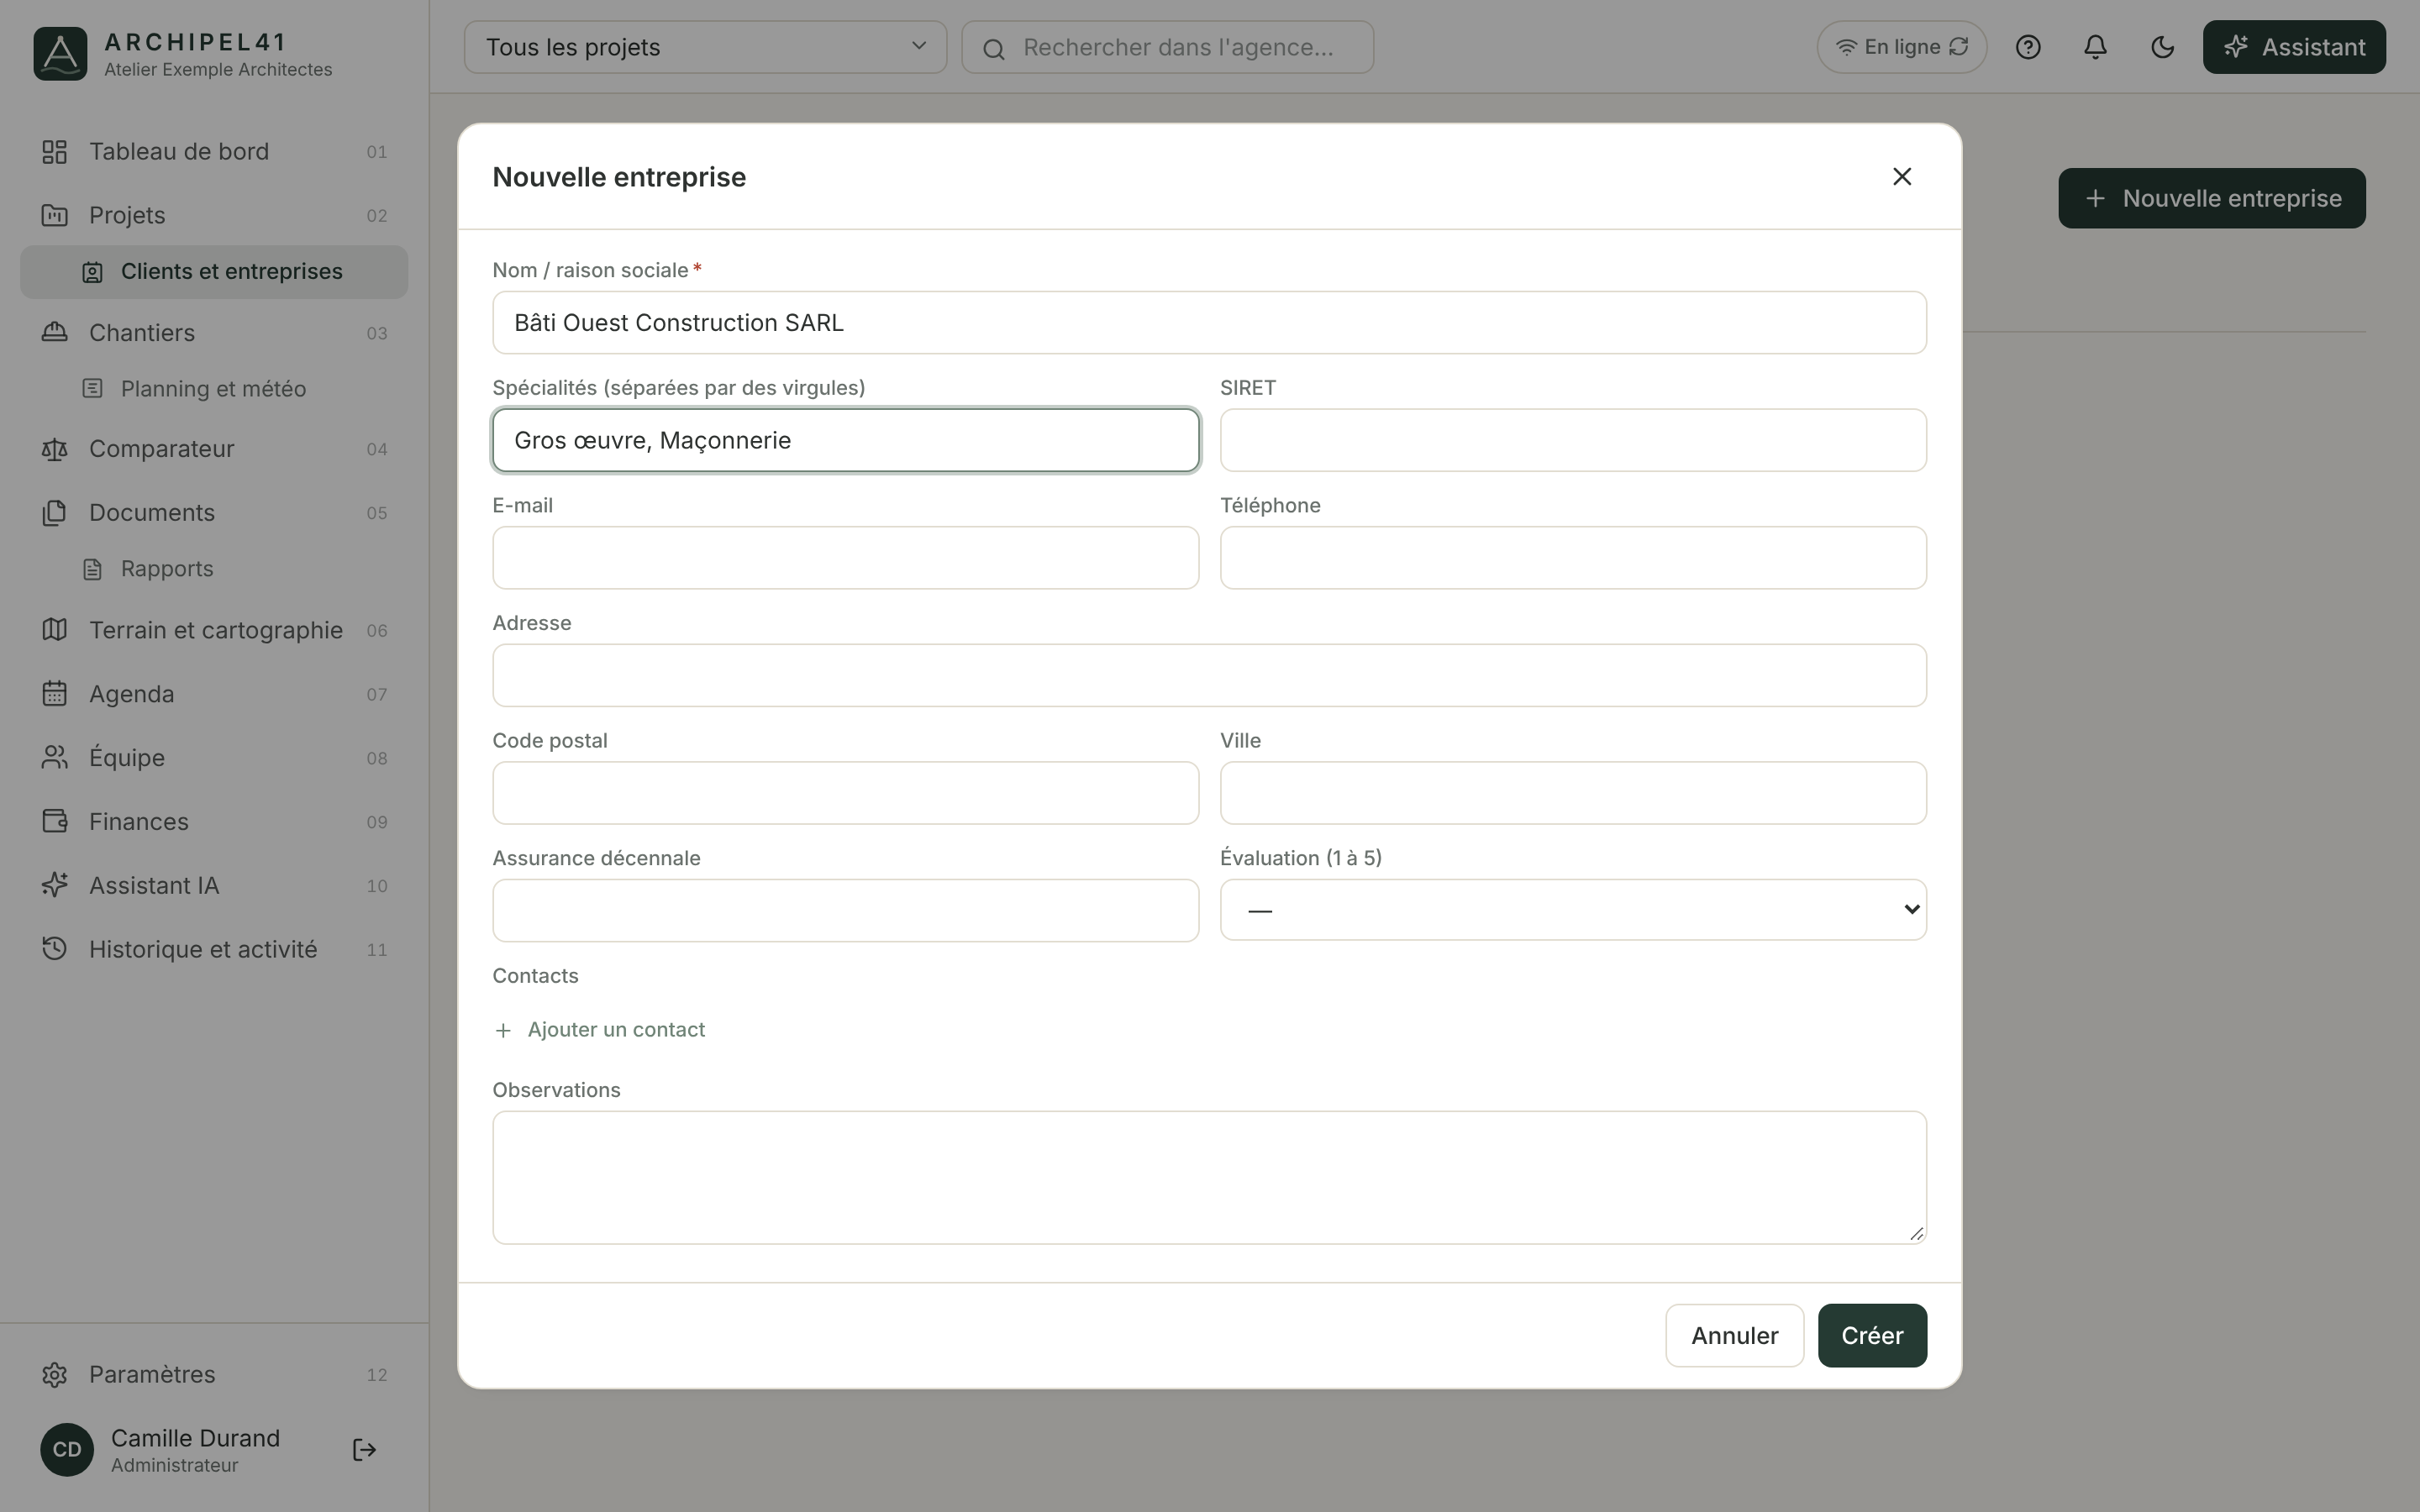 ARCHIPEL41
Atelier Exemple Architectes
Tableau de bord 01
Projets 02
Clients et entreprises
Chantiers 03
Planning et météo
Comparateur 04
Documents 05
Rapports
Terrain et cartographie 06
Agenda 07
Équipe 08
Finances 09
Assistant IA 10
Historique et activité 11
Paramètres 12
CD
Camille Durand
Administrateur
Tous les projets
Rechercher dans l'agence...
En ligne
Assistant
Nouvelle entreprise
Nouvelle entreprise
Nom / raison sociale *
Bâti Ouest Construction SARL
Spécialités (séparées par des virgules)
Gros œuvre, Maçonnerie
SIRET
E-mail
Téléphone
Adresse
Code postal
Ville
Assurance décennale
Évaluation (1 à 5)
—
Contacts
+ Ajouter un contact
Observations
Annuler
Créer